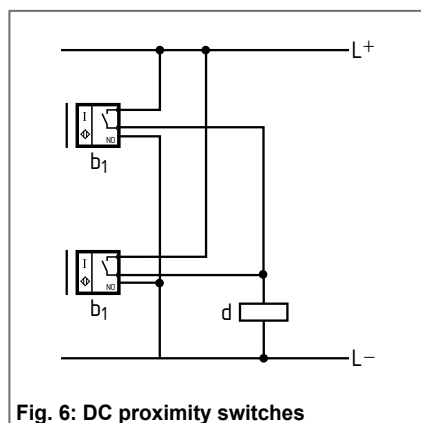 L+
I
NO
b1
I
NO
b1
d
L−
Fig. 6: DC proximity switches